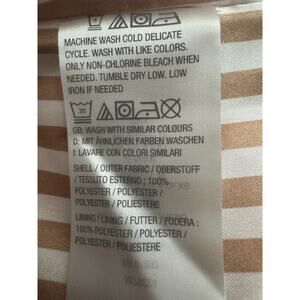 MACHINE WASH COLD DELICATE
CYCLE. WASH WITH LIKE COLORS.
ONLY NON-CHLORINE BLEACH WHEN
NEEDED. TUMBLE DRY LOW. LOW
IRON IF NEEDED
30
GB: WASH WITH SIMILAR COLOURS
D: MIT ÄHNLICHEN FARBEN WASCHEN
I: LAVARE CON COLORI SIMILARI
SHELL / OUTER FABRIC / OBERSTOFF
/ TESSUTO ESTERNO : 100%
POLYESTER / POLYESTER /
POLYESTER / POLIESTERE
LINING / LINING / FUTTER / FODERA :
100% POLYESTER / POLYESTER /
POLYESTER / POLIESTERE